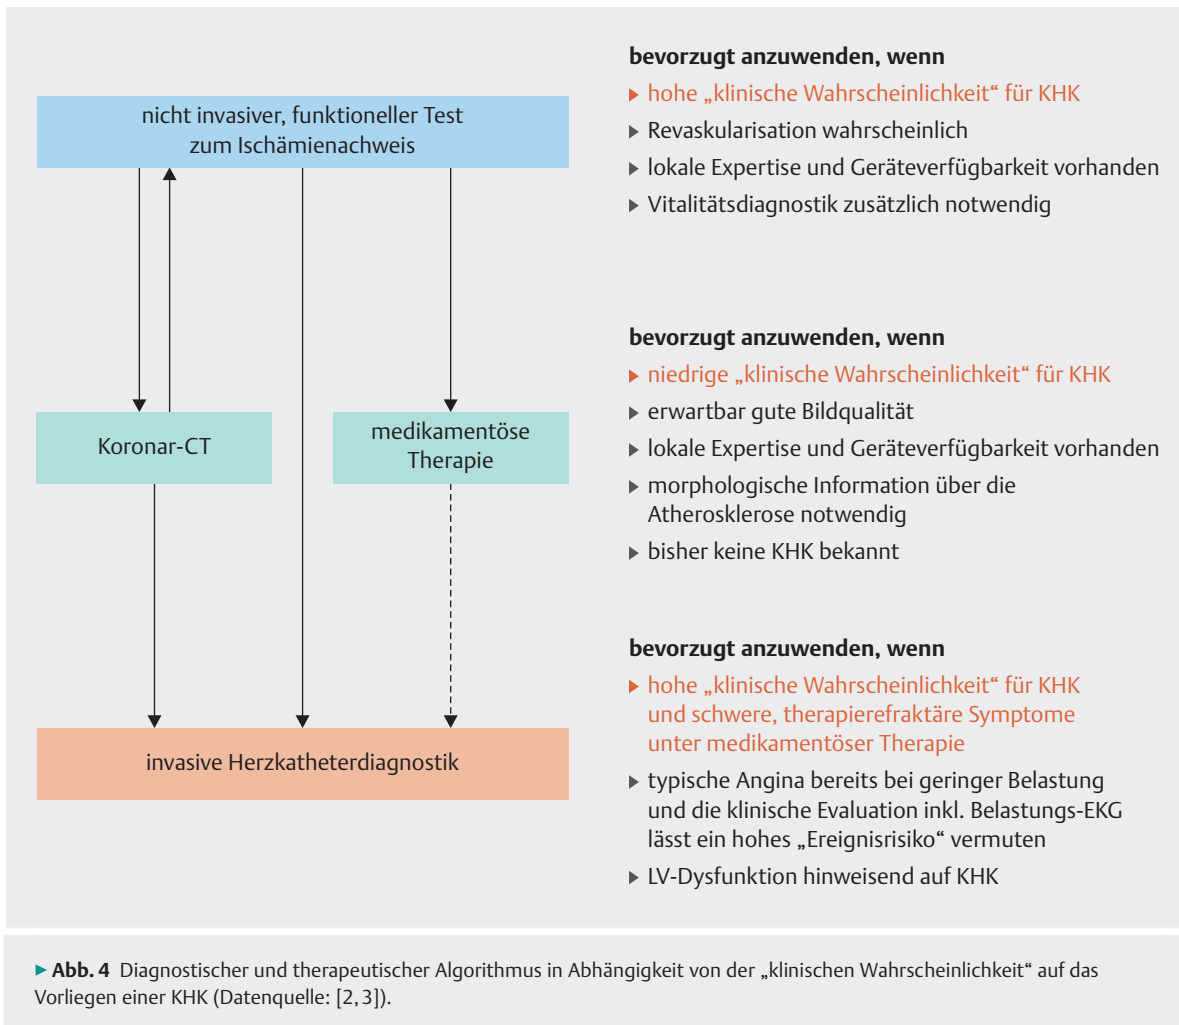 nicht invasiver, funktioneller Test
zum Ischämienachweis
bevorzugt anzuwenden, wenn
▸ hohe „klinische Wahrscheinlichkeit“ für KHK
▸ Revaskularisation wahrscheinlich
▸ lokale Expertise und Geräteverfügbarkeit vorhanden
▸ Vitalitätsdiagnostik zusätzlich notwendig
Koronar-CT
medikamentöse
Therapie
bevorzugt anzuwenden, wenn
▸ niedrige „klinische Wahrscheinlichkeit“ für KHK
▸ erwartbar gute Bildqualität
▸ lokale Expertise und Geräteverfügbarkeit vorhanden
▸ morphologische Information über die
Atherosklerose notwendig
▸ bisher keine KHK bekannt
invasive Herzkatheterdiagnostik
bevorzugt anzuwenden, wenn
▸ hohe „klinische Wahrscheinlichkeit“ für KHK
und schwere, therapierefraktäre Symptome
unter medikamentöser Therapie
▸ typische Angina bereits bei geringer Belastung
und die klinische Evaluation inkl. Belastungs-EKG
lässt ein hohes „Ereignisrisiko“ vermuten
▸ LV-Dysfunktion hinweisend auf KHK
▸ Abb. 4 Diagnostischer und therapeutischer Algorithmus in Abhängigkeit von der „klinischen Wahrscheinlichkeit“ auf das
Vorliegen einer KHK (Datenquelle: [2, 3]).